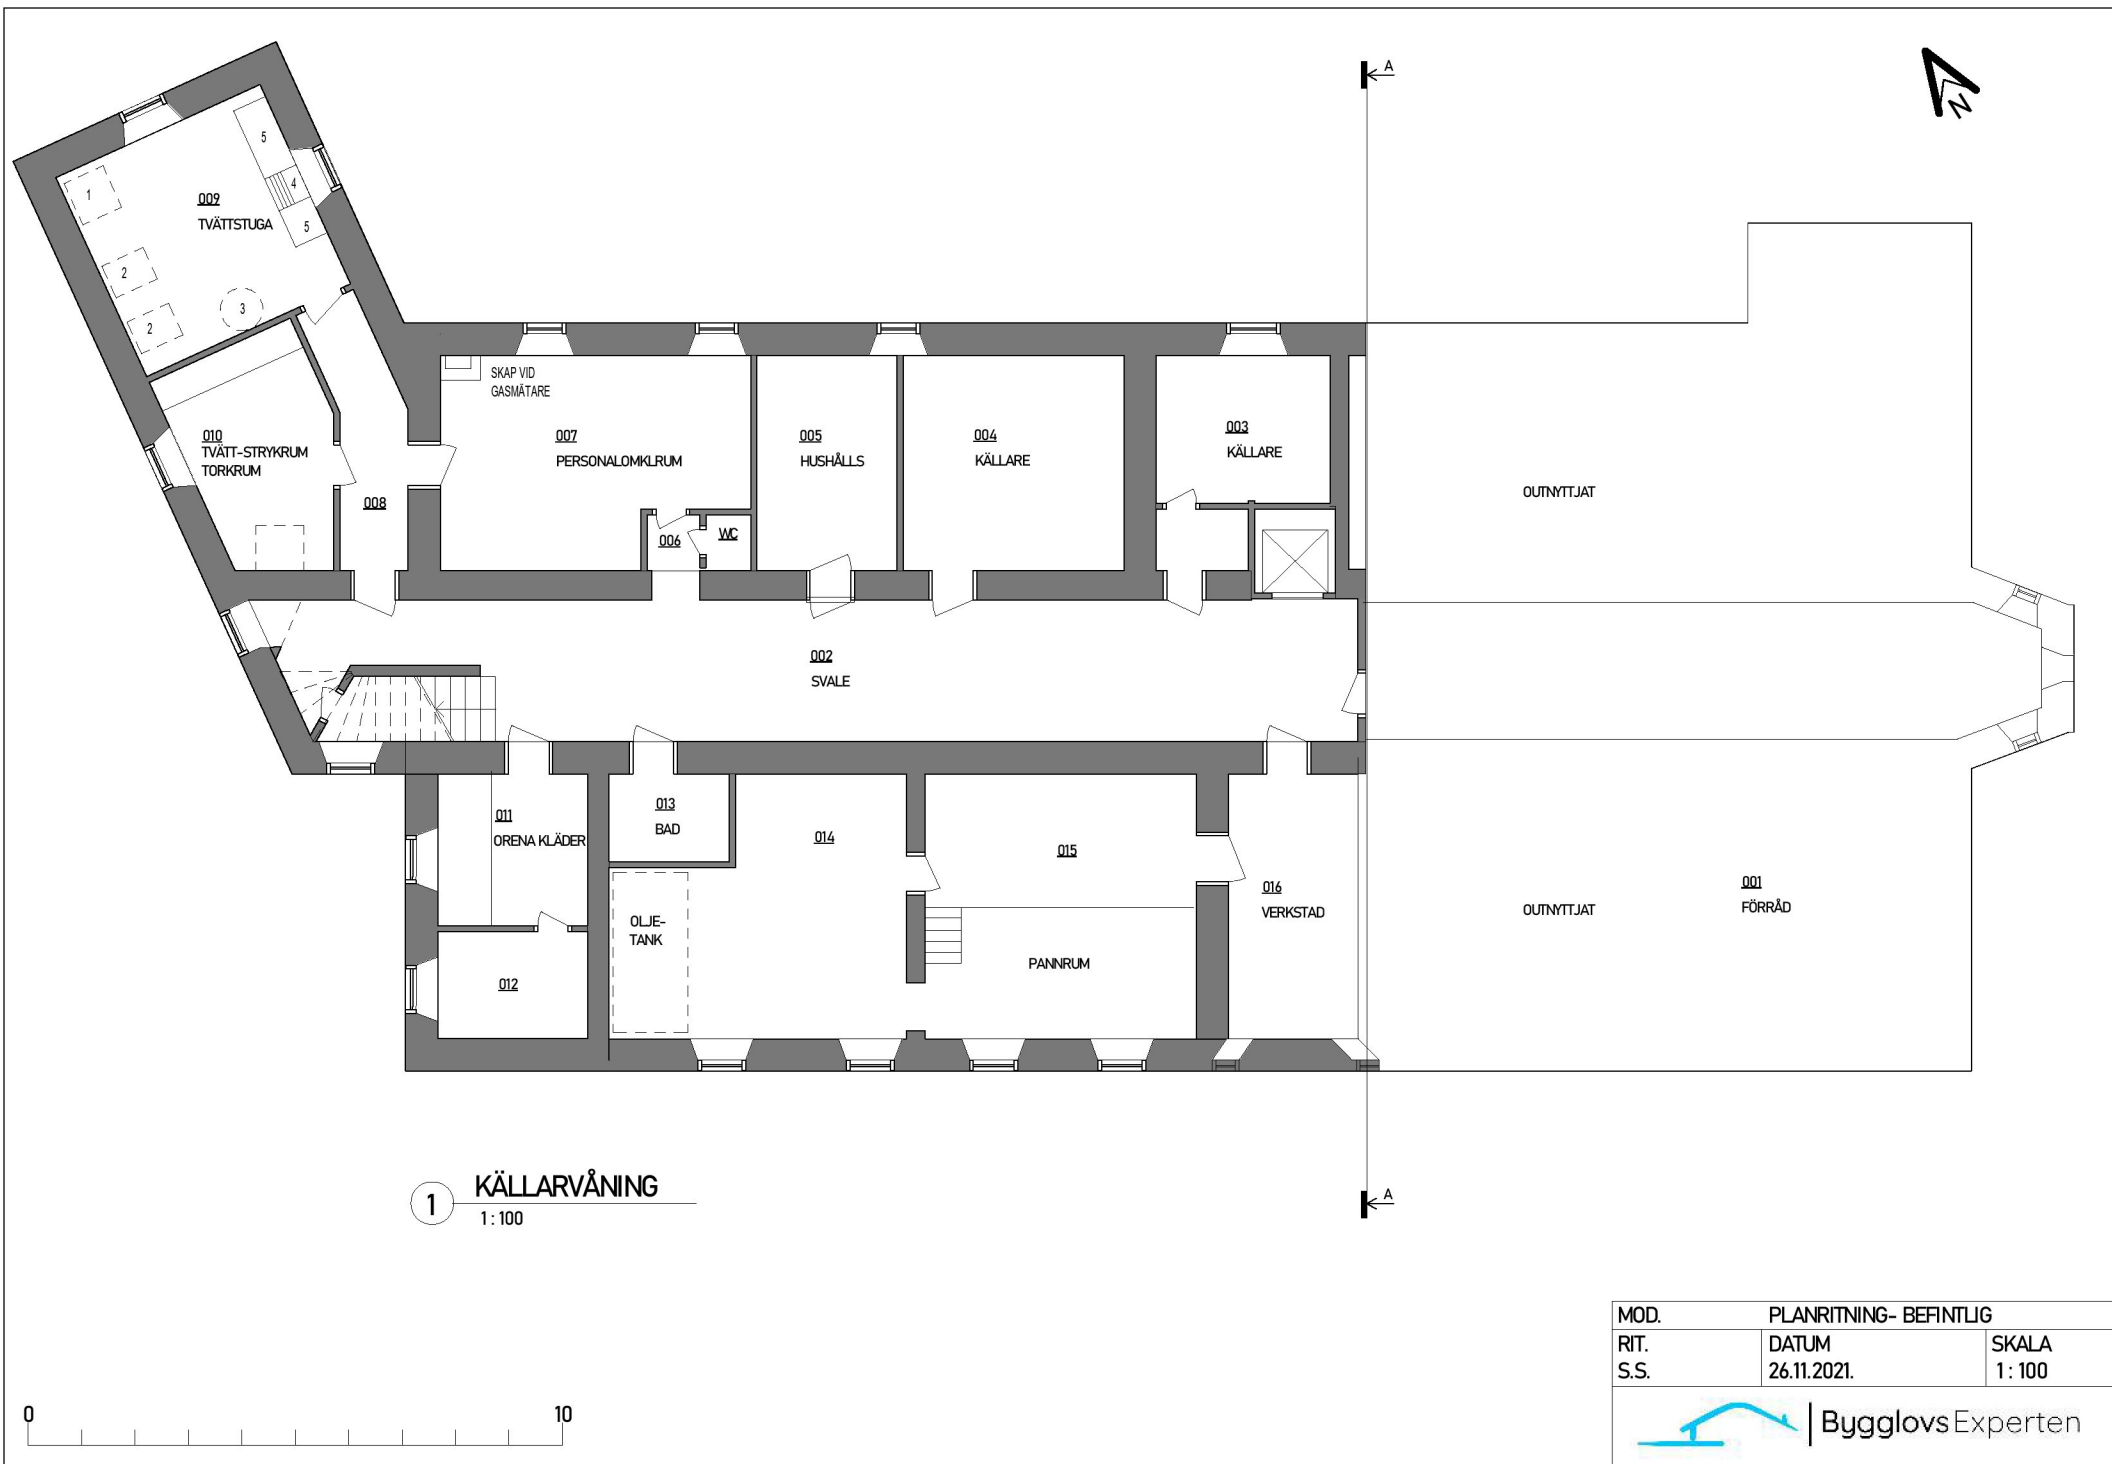 A
N
5
1
009
4
TVÄTTSTUGA
5
2
3
2
SKAP VID
GASMÄTARE
010
TVÄTT-STRYKRUM
TORKRUM
007
PERSONALOMKLRUM
005
HUSHÅLLS
004
KÄLLARE
003
KÄLLARE
OUTNYTTJAT
008
006
WC
002
SVALE
011
ORENA KLÄDER
013
BAD
014
015
016
VERKSTAD
001
FÖRRÅD
OUTNYTTJAT
OLJE-
TANK
PANNRUM
012
A
1
KÄLLARVÅNING
1 : 100
MOD. PLANRITNING- BEFINTLIG
RIT. DATUM SKALA
S.S. 26.11.2021. 1 : 100
0 10
BygglovsExperten